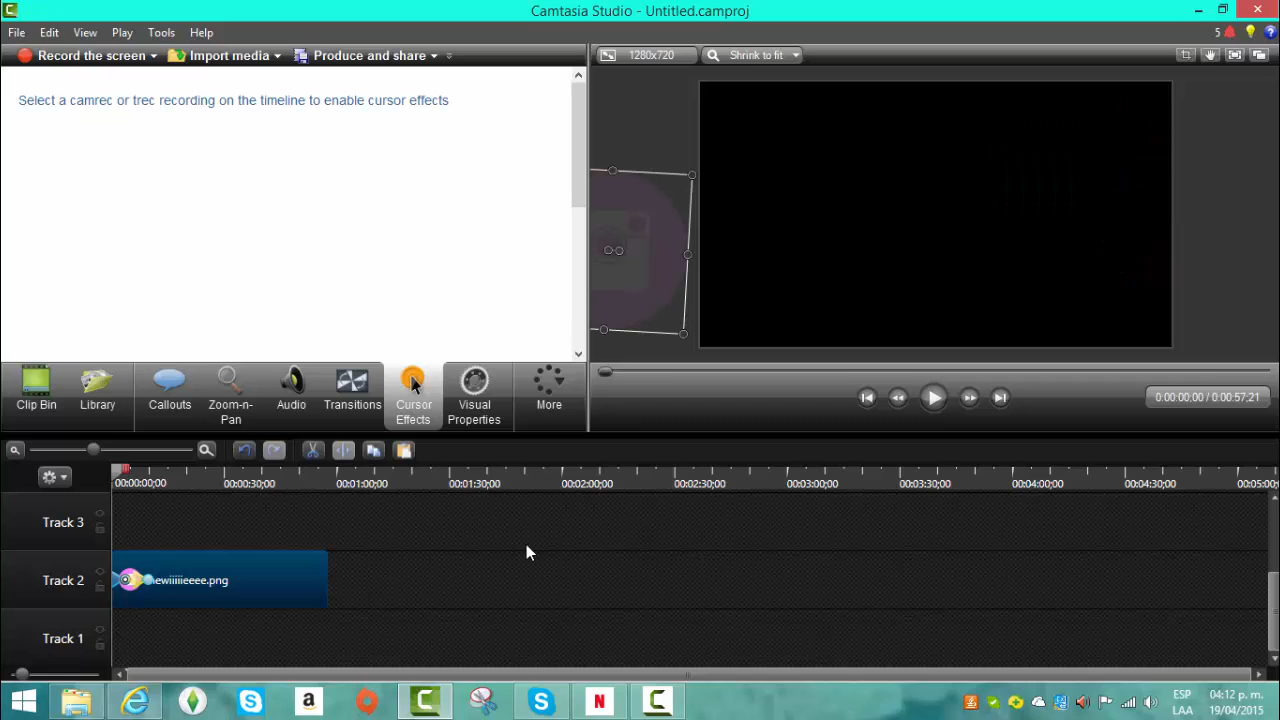 Camtasia Studio - Untitled.camproj
File Edit View Play Tools Help
5
Record the screen Import media Produce and share
1280x720 Shrink to fit
Select a camrec or trec recording on the timeline to enable cursor effects
Clip Bin Library Callouts Zoom-n-Pan Audio Transitions Cursor Effects Visual Properties More
0:00:00;00 / 0:00:57;21
00:00:00;00 00:00:30;00 00:01:00;00 00:01:30;00 00:02:00;00 00:02:30;00 00:03:00;00 00:03:30;00 00:04:00;00 00:04:30;00 00:05:00;
Track 3
Track 2
Track 1
ESP 04:12 p. m.
LAA 19/04/2015